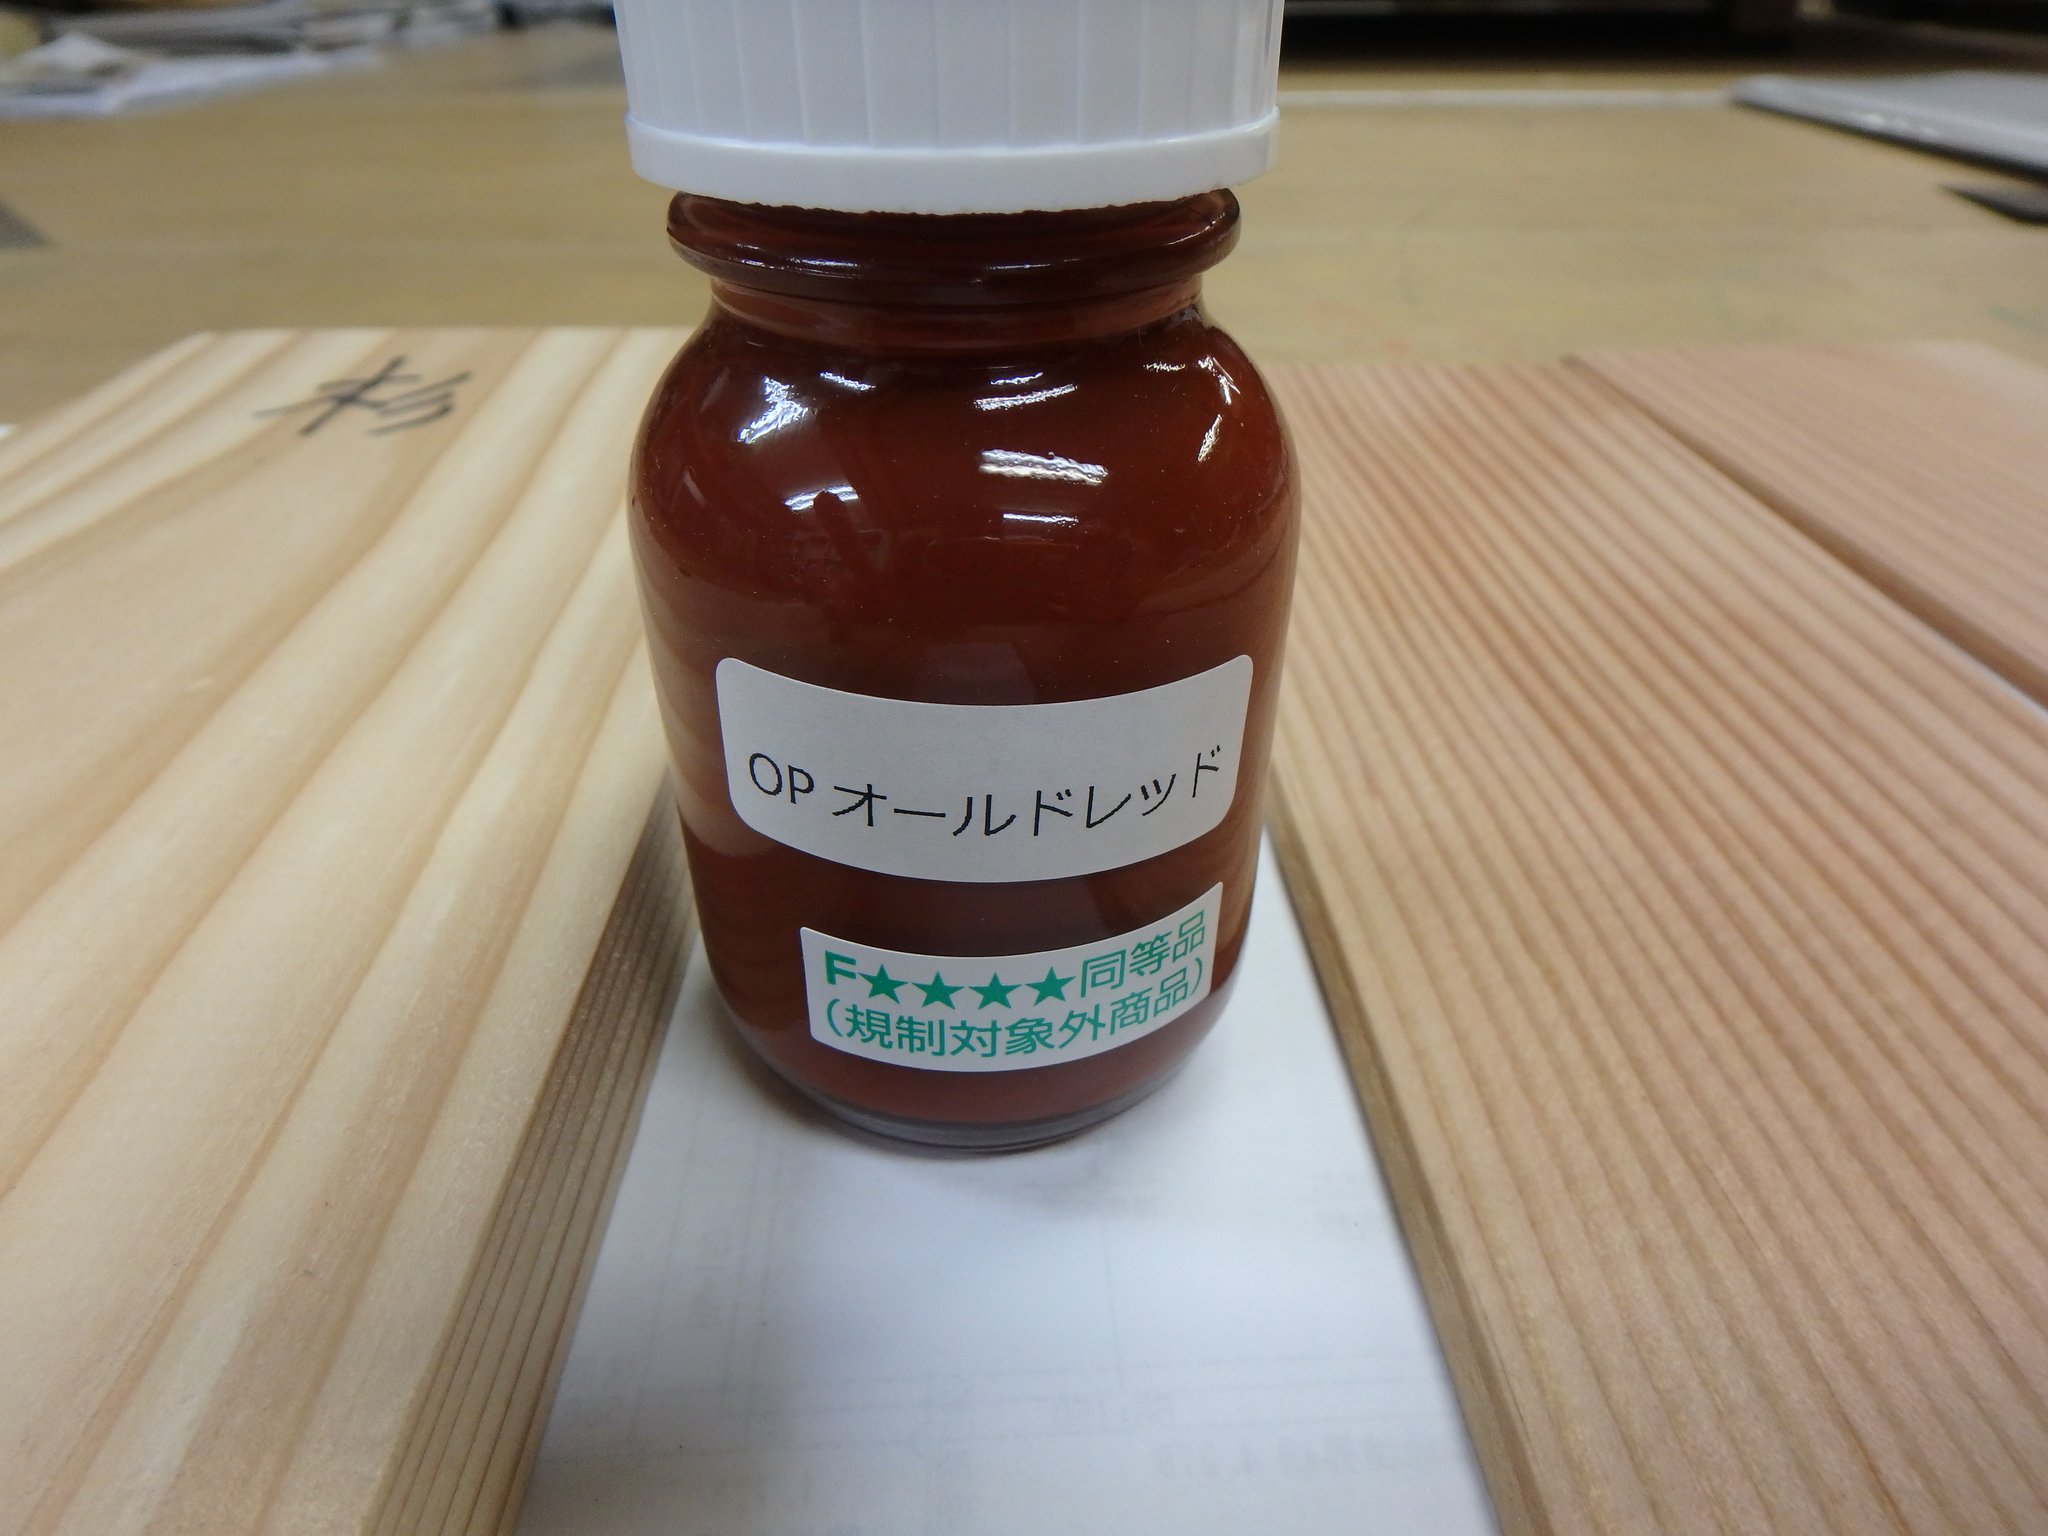 杉
OP オールドレッド
F★★★★同等品
(規制対象外商品)